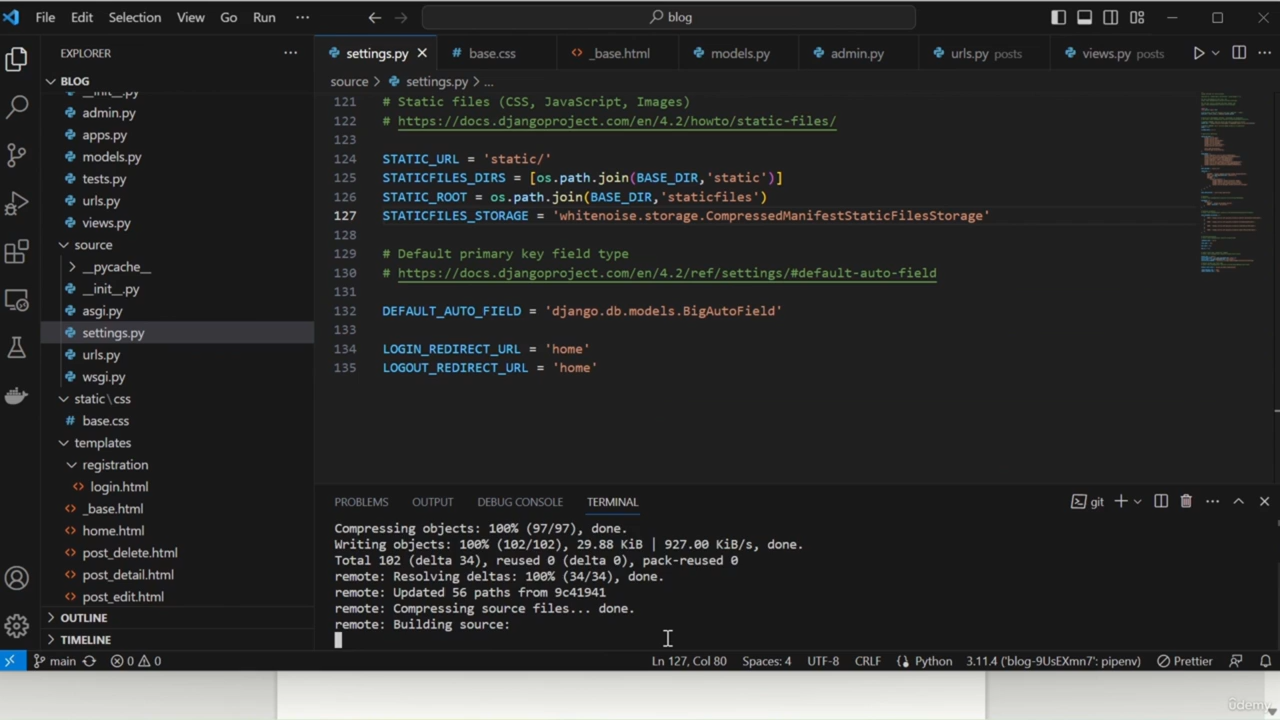 File Edit Selection View Go Run ··· blog
EXPLORER ···
settings.py base.css _base.html models.py admin.py urls.py posts views.py posts
BLOG
source > settings.py > ...
__init__.py
admin.py
apps.py
models.py
tests.py
urls.py
views.py
source
__pycache__
__init__.py
asgi.py
settings.py
urls.py
wsgi.py
static\css
base.css
templates
registration
login.html
_base.html
home.html
post_delete.html
post_detail.html
post_edit.html
OUTLINE
TIMELINE
121 # Static files (CSS, JavaScript, Images)
122 # https://docs.djangoproject.com/en/4.2/howto/static-files/
123
124 STATIC_URL = 'static/'
125 STATICFILES_DIRS = [os.path.join(BASE_DIR,'static')]
126 STATIC_ROOT = os.path.join(BASE_DIR,'staticfiles')
127 STATICFILES_STORAGE = 'whitenoise.storage.CompressedManifestStaticFilesStorage'
128
129 # Default primary key field type
130 # https://docs.djangoproject.com/en/4.2/ref/settings/#default-auto-field
131
132 DEFAULT_AUTO_FIELD = 'django.db.models.BigAutoField'
133
134 LOGIN_REDIRECT_URL = 'home'
135 LOGOUT_REDIRECT_URL = 'home'
PROBLEMS OUTPUT DEBUG CONSOLE TERMINAL git
Compressing objects: 100% (97/97), done.
Writing objects: 100% (102/102), 29.88 KiB | 927.00 KiB/s, done.
Total 102 (delta 34), reused 0 (delta 0), pack-reused 0
remote: Resolving deltas: 100% (34/34), done.
remote: Updated 56 paths from 9c41941
remote: Compressing source files... done.
remote: Building source:
main 0 0 Ln 127, Col 80 Spaces: 4 UTF-8 CRLF Python 3.11.4 ('blog-9UsEXmn7': pipenv) Prettier
ûdemy